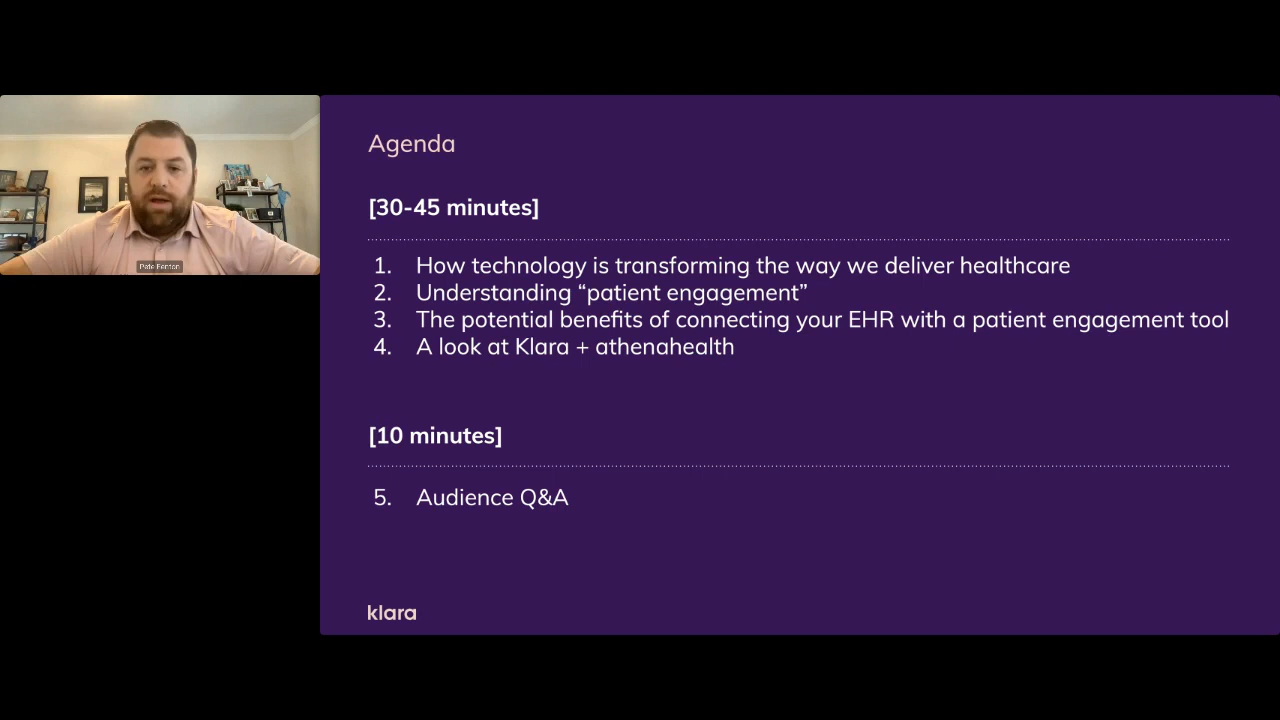 Pete Fenton
Agenda
[30-45 minutes]
1. How technology is transforming the way we deliver healthcare
2. Understanding “patient engagement”
3. The potential benefits of connecting your EHR with a patient engagement tool
4. A look at Klara + athenahealth
[10 minutes]
5. Audience Q&A
klara